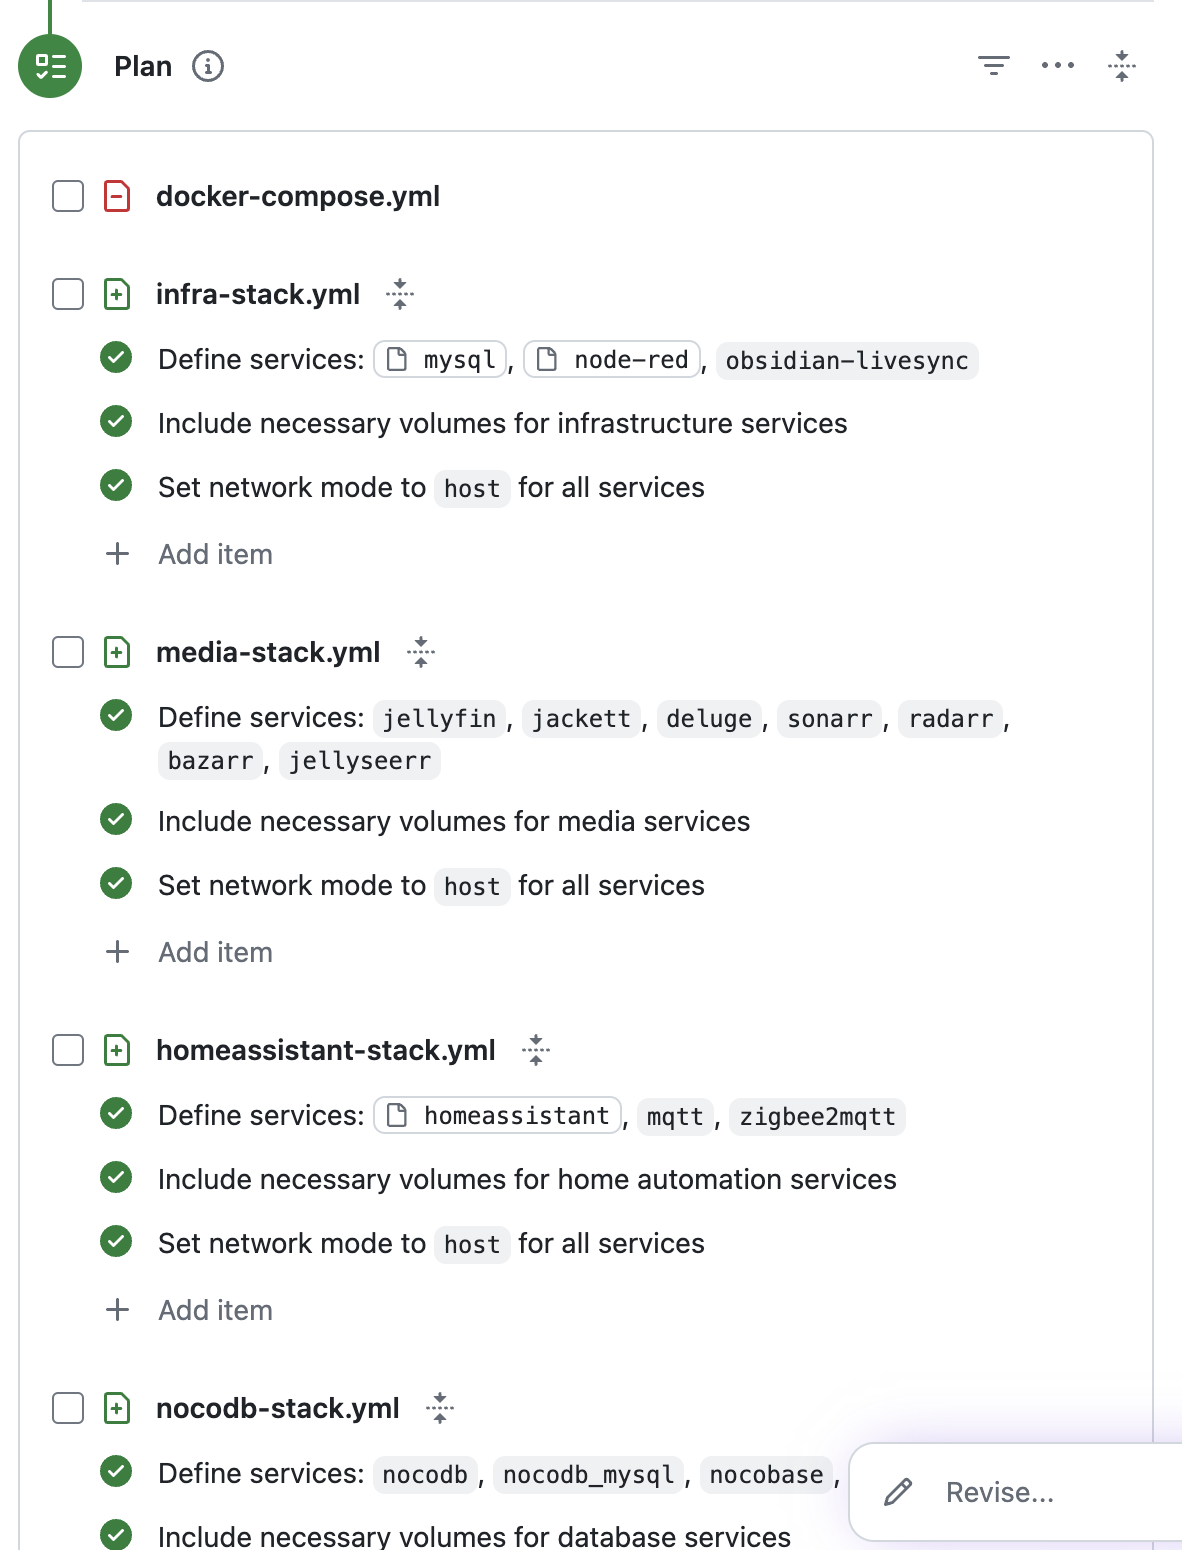 Plan
docker-compose.yml
infra-stack.yml
Define services: mysql, node-red, obsidian-livesync
Include necessary volumes for infrastructure services
Set network mode to host for all services
Add item
media-stack.yml
Define services: jellyfin, jackett, deluge, sonarr, radarr,
bazarr, jellyseerr
Include necessary volumes for media services
Set network mode to host for all services
Add item
homeassistant-stack.yml
Define services: homeassistant, mqtt, zigbee2mqtt
Include necessary volumes for home automation services
Set network mode to host for all services
Add item
nocodb-stack.yml
Define services: nocodb, nocodb_mysql, nocobase,
Revise...
Include necessary volumes for database services